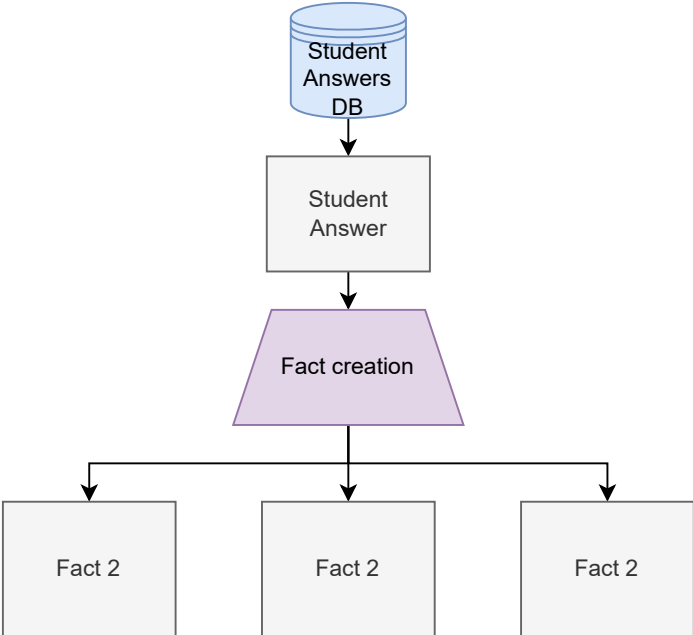 Student
Answers
DB
Student
Answer
Fact creation
Fact 2
Fact 2
Fact 2